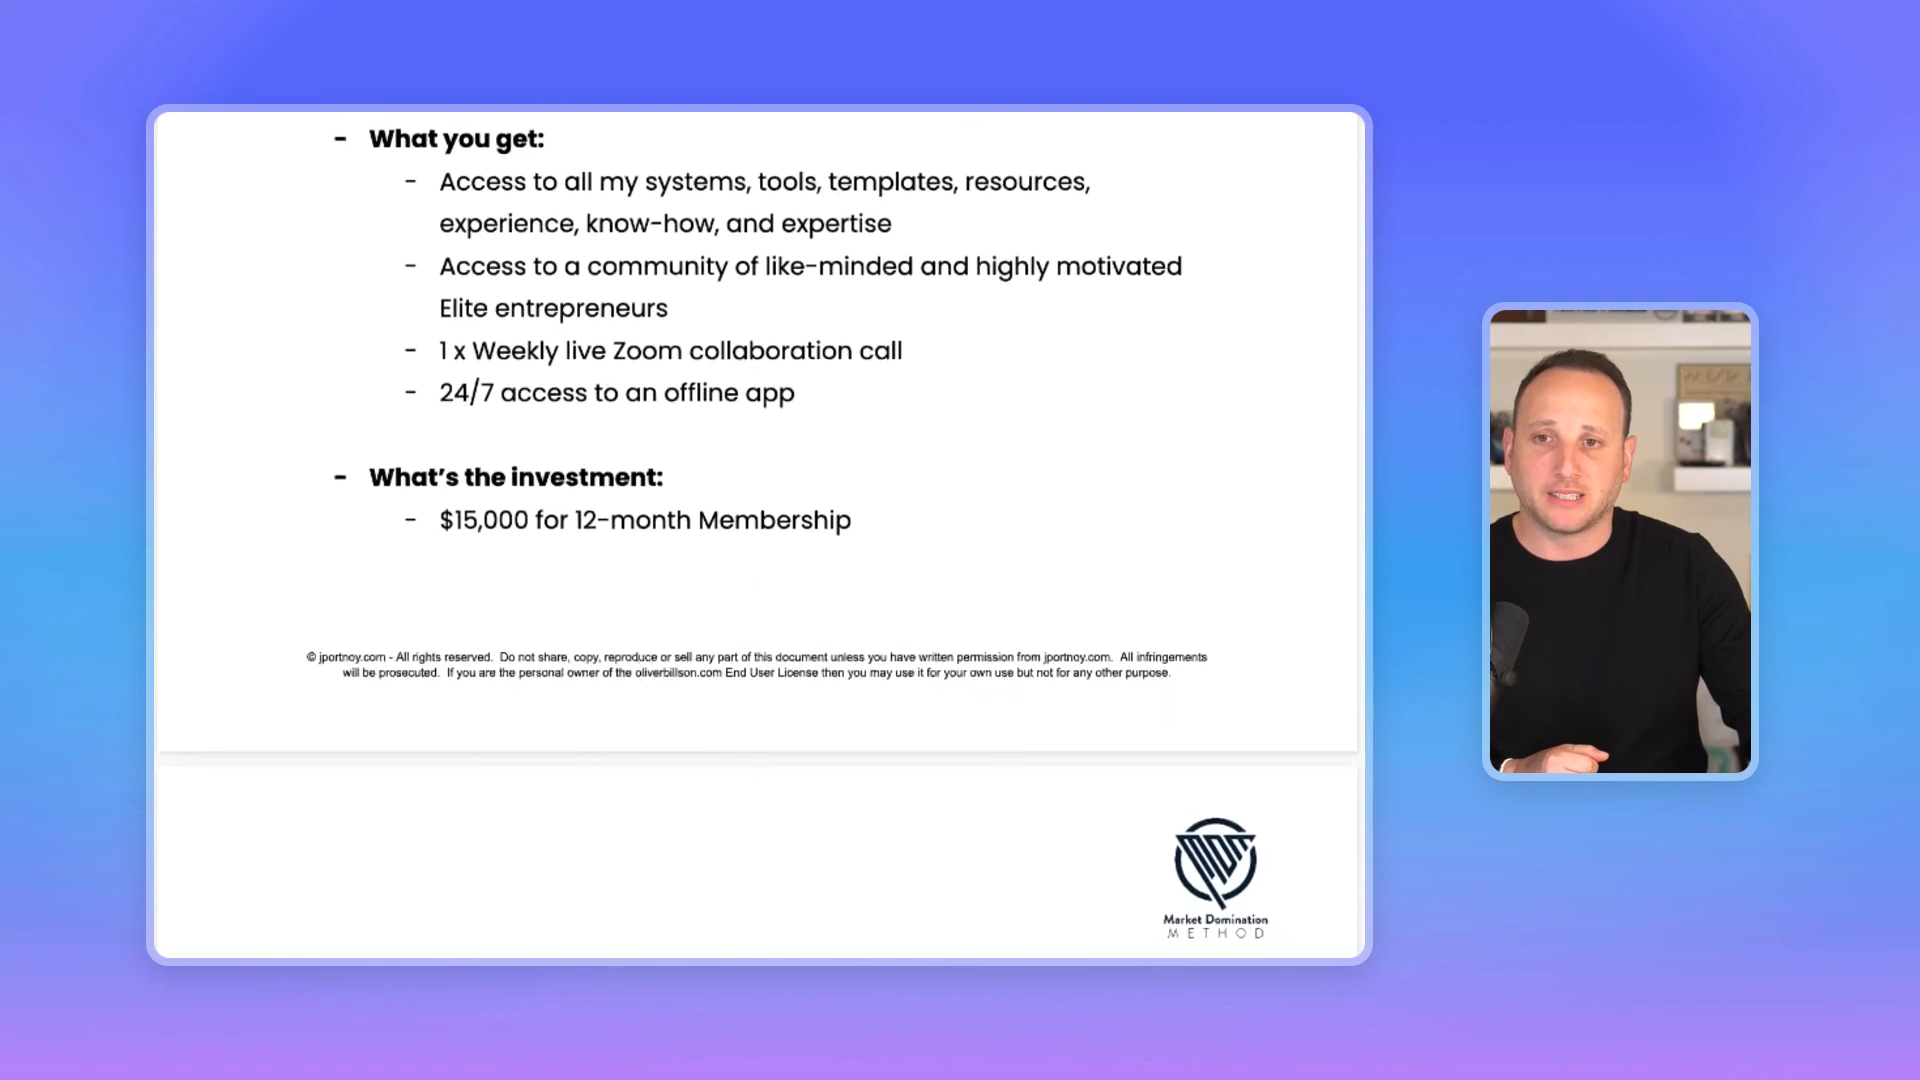 - What you get:
- Access to all my systems, tools, templates, resources,
experience, know-how, and expertise
- Access to a community of like-minded and highly motivated
Elite entrepreneurs
- 1 x Weekly live Zoom collaboration call
- 24/7 access to an offline app
- What's the investment:
- $15,000 for 12-month Membership
© jportnoy.com - All rights reserved. Do not share, copy, reproduce or sell any part of this document unless you have written permission from jportnoy.com. All infringements
will be prosecuted. If you are the personal owner of the oliverbillson.com End User License then you may use it for your own use but not for any other purpose.
MDM
Market Domination
METHOD